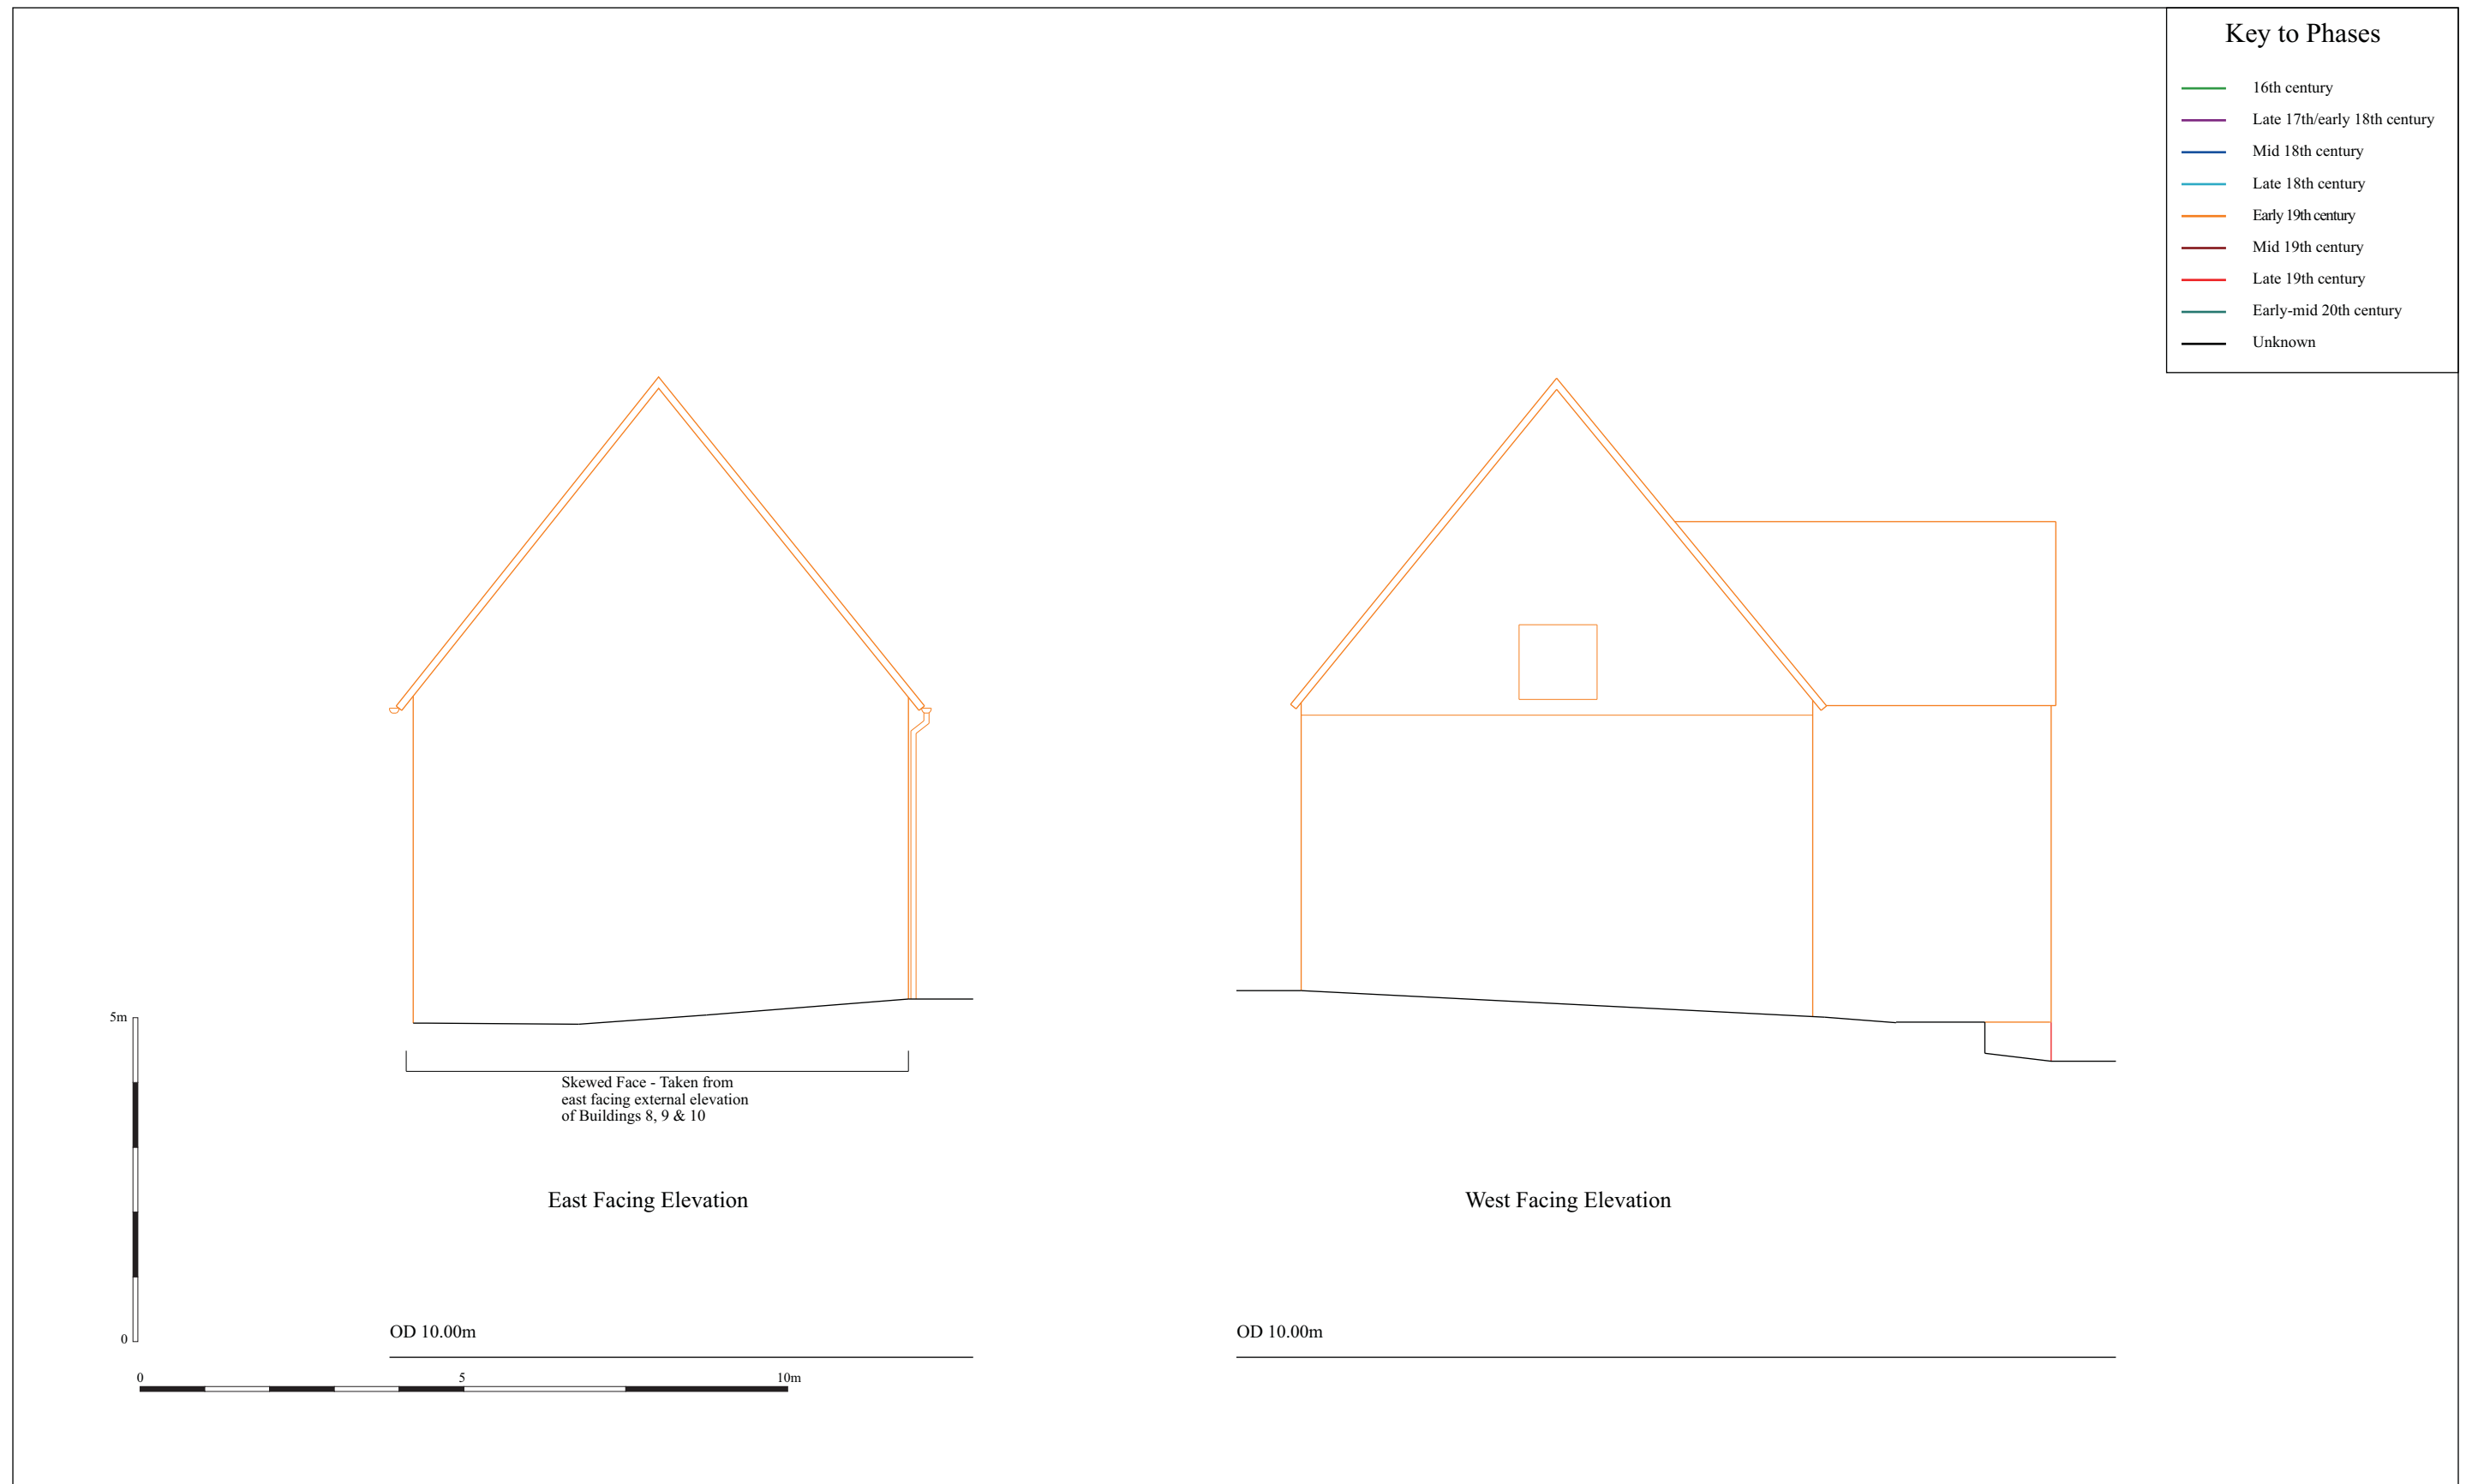 Key to Phases
16th century
Late 17th/early 18th century
Mid 18th century
Late 18th century
Early 19th century
Mid 19th century
Late 19th century
Early-mid 20th century
Unknown
5m
0
Skewed Face - Taken from
east facing external elevation
of Buildings 8, 9 & 10
East Facing Elevation
West Facing Elevation
OD 10.00m
OD 10.00m
0 5 10m